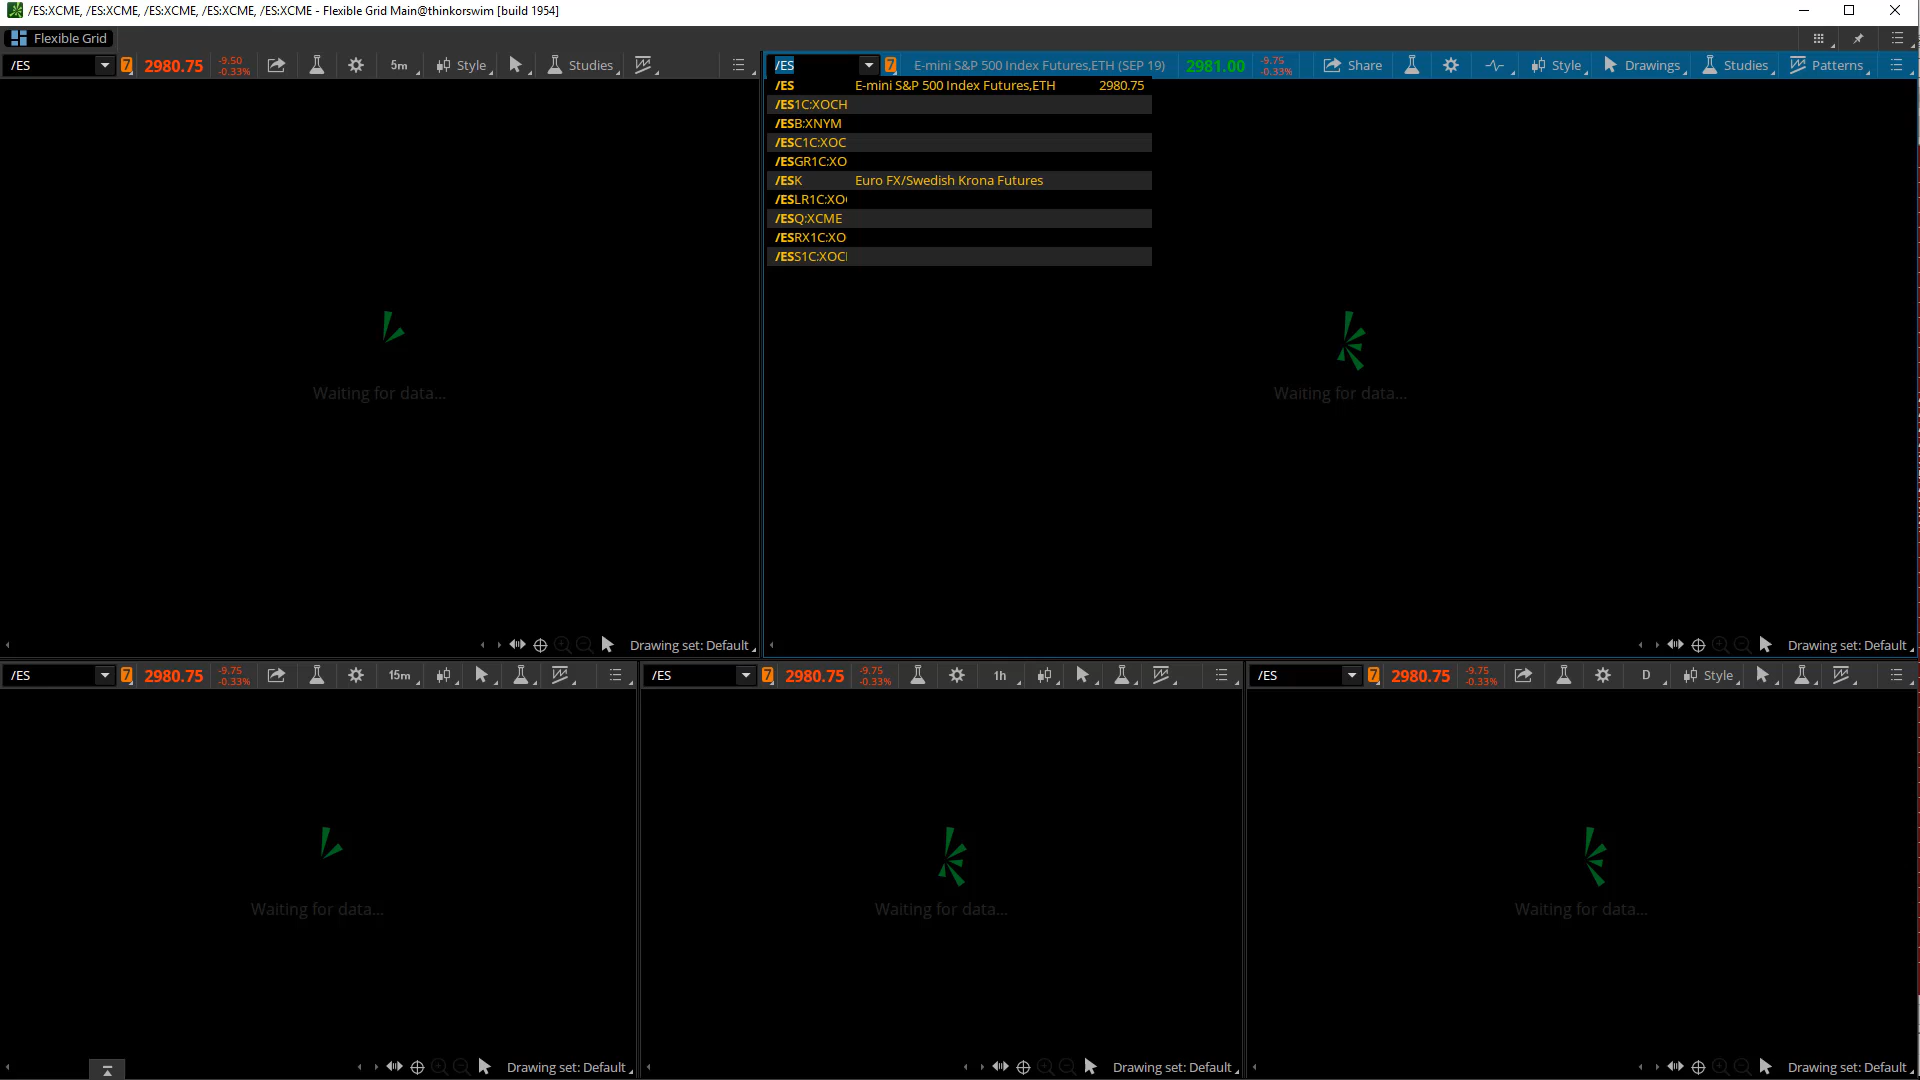 /ES:XCME, /ES:XCME, /ES:XCME, /ES:XCME, /ES:XCME - Flexible Grid Main@thinkorswim [build 1954]
Flexible Grid
/ES 7 2980.75 -9.50 -0.33% 5m Style Studies
/ES 7 E-mini S&P 500 Index Futures,ETH (SEP 19) 2981.00 -9.75 -0.33% Share Style Drawings Studies Patterns
/ES E-mini S&P 500 Index Futures,ETH 2980.75
/ES1C:XOCH
/ESB:XNYM
/ESC1C:XOC
/ESGR1C:XO
/ESK Euro FX/Swedish Krona Futures
/ESLR1C:XO
/ESQ:XCME
/ESRX1C:XO
/ESS1C:XOC
Waiting for data...
Waiting for data...
Drawing set: Default
Drawing set: Default
/ES 7 2980.75 -9.75 -0.33% 15m
/ES 7 2980.75 -9.75 -0.33% 1h
/ES 7 2980.75 -9.75 -0.33% D Style
Waiting for data...
Waiting for data...
Waiting for data...
Drawing set: Default
Drawing set: Default
Drawing set: Default